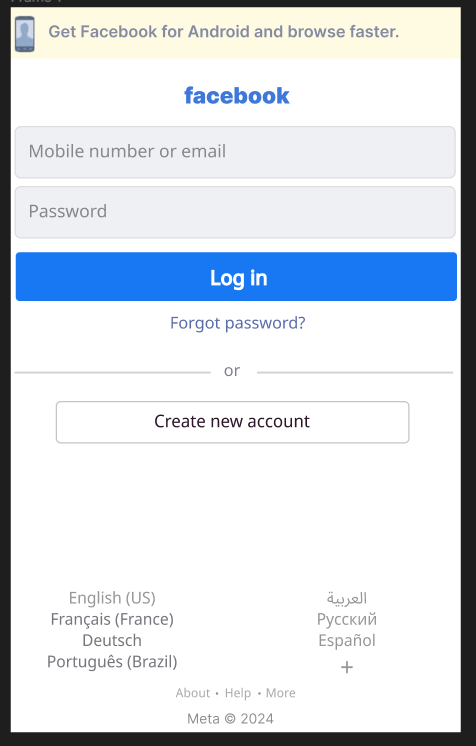 Get Facebook for Android and browse faster.
facebook
Mobile number or email
Password
Log in
Forgot password?
or
Create new account
English (US)
العربية
Français (France)
Русский
Deutsch
Español
Português (Brazil)
+
About • Help • More
Meta © 2024